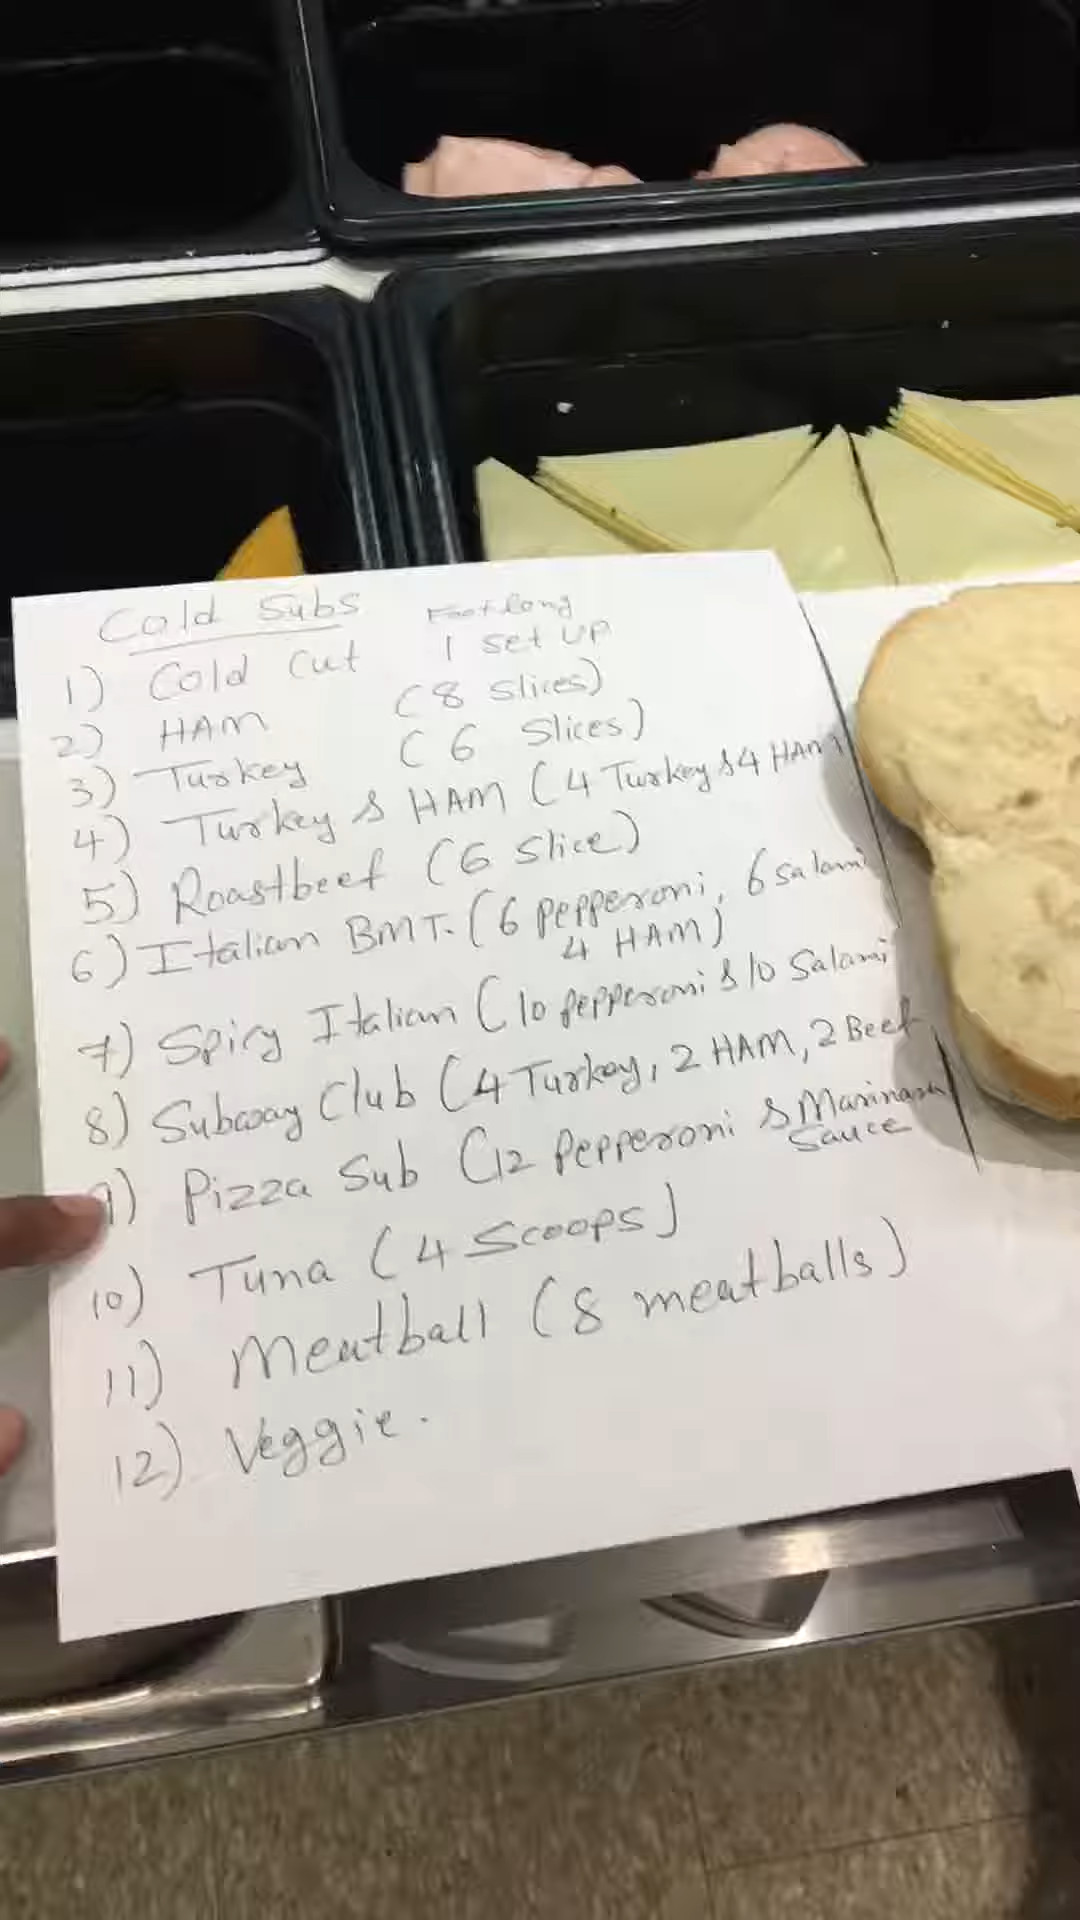 Cold Subs Footlong
1) Cold Cut 1 set up
2) HAM (8 Slices)
3) Turkey (6 Slices)
4) Turkey & HAM (4 Turkey & 4 HAM)
5) Roastbeef (6 Slice)
6) Italian BMT. (6 Pepperoni, 6 Salami
4 HAM)
7) Spicy Italian (10 Pepperoni & 10 Salami
8) Subway Club (4 Turkey, 2 HAM, 2 Beef
9) Pizza Sub (12 Pepperoni & Marinara
Sauce
10) Tuna (4 Scoops)
11) Meatball (8 meatballs)
12) Veggie.